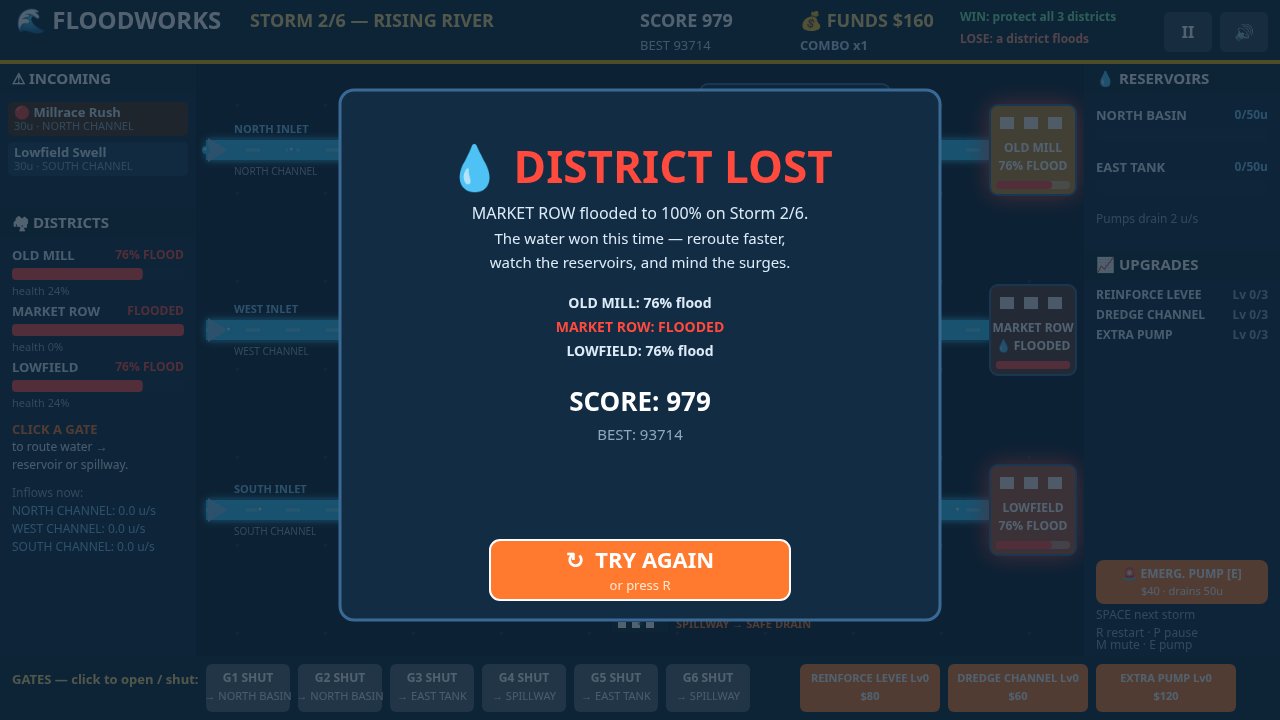 🌊 FLOODWORKS
STORM 2/6 — RISING RIVER
SCORE 979
BEST 93714
💰 FUNDS $160
COMBO x1
WIN: protect all 3 districts
LOSE: a district floods
II
🔊
⚠ INCOMING
🔴 Millrace Rush
30u · NORTH CHANNEL
Lowfield Swell
30u · SOUTH CHANNEL
🏘 DISTRICTS
OLD MILL 76% FLOOD
health 24%
MARKET ROW FLOODED
health 0%
LOWFIELD 76% FLOOD
health 24%
CLICK A GATE
to route water →
reservoir or spillway.
Inflows now:
NORTH CHANNEL: 0.0 u/s
WEST CHANNEL: 0.0 u/s
SOUTH CHANNEL: 0.0 u/s
NORTH INLET
NORTH CHANNEL
WEST INLET
WEST CHANNEL
SOUTH INLET
SOUTH CHANNEL
💧 DISTRICT LOST
MARKET ROW flooded to 100% on Storm 2/6.
The water won this time — reroute faster,
watch the reservoirs, and mind the surges.
OLD MILL: 76% flood
MARKET ROW: FLOODED
LOWFIELD: 76% flood
SCORE: 979
BEST: 93714
↻ TRY AGAIN
or press R
SPILLWAY → SAFE DRAIN
OLD MILL
76% FLOOD
MARKET ROW
💧 FLOODED
LOWFIELD
76% FLOOD
💧 RESERVOIRS
NORTH BASIN 0/50u
EAST TANK 0/50u
Pumps drain 2 u/s
📈 UPGRADES
REINFORCE LEVEE Lv 0/3
DREDGE CHANNEL Lv 0/3
EXTRA PUMP Lv 0/3
🚨 EMERG. PUMP [E]
$40 · drains 50u
SPACE next storm
R restart · P pause
M mute · E pump
GATES — click to open / shut:
G1 SHUT
→ NORTH BASIN
G2 SHUT
→ NORTH BASIN
G3 SHUT
→ EAST TANK
G4 SHUT
→ SPILLWAY
G5 SHUT
→ EAST TANK
G6 SHUT
→ SPILLWAY
REINFORCE LEVEE Lv0
$80
DREDGE CHANNEL Lv0
$60
EXTRA PUMP Lv0
$120